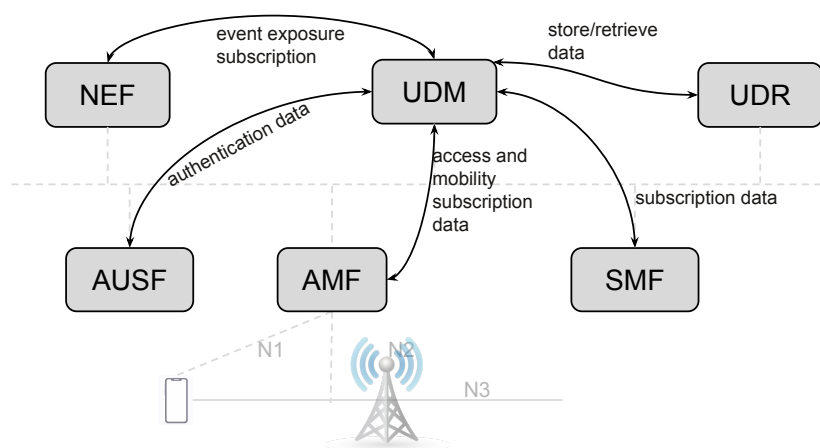 event exposure
subscription
store/retrieve
data
NEF
UDM
UDR
authentication data
access and
mobility
subscription
data
subscription data
AUSF
AMF
SMF
N1
N2
N3